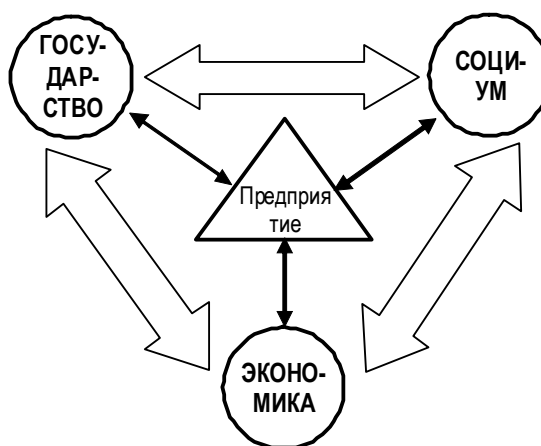 ГОСУ-
ДАР-
СТВО
СОЦИ-
УМ
Предприя
тие
ЭКОНО-
МИКА